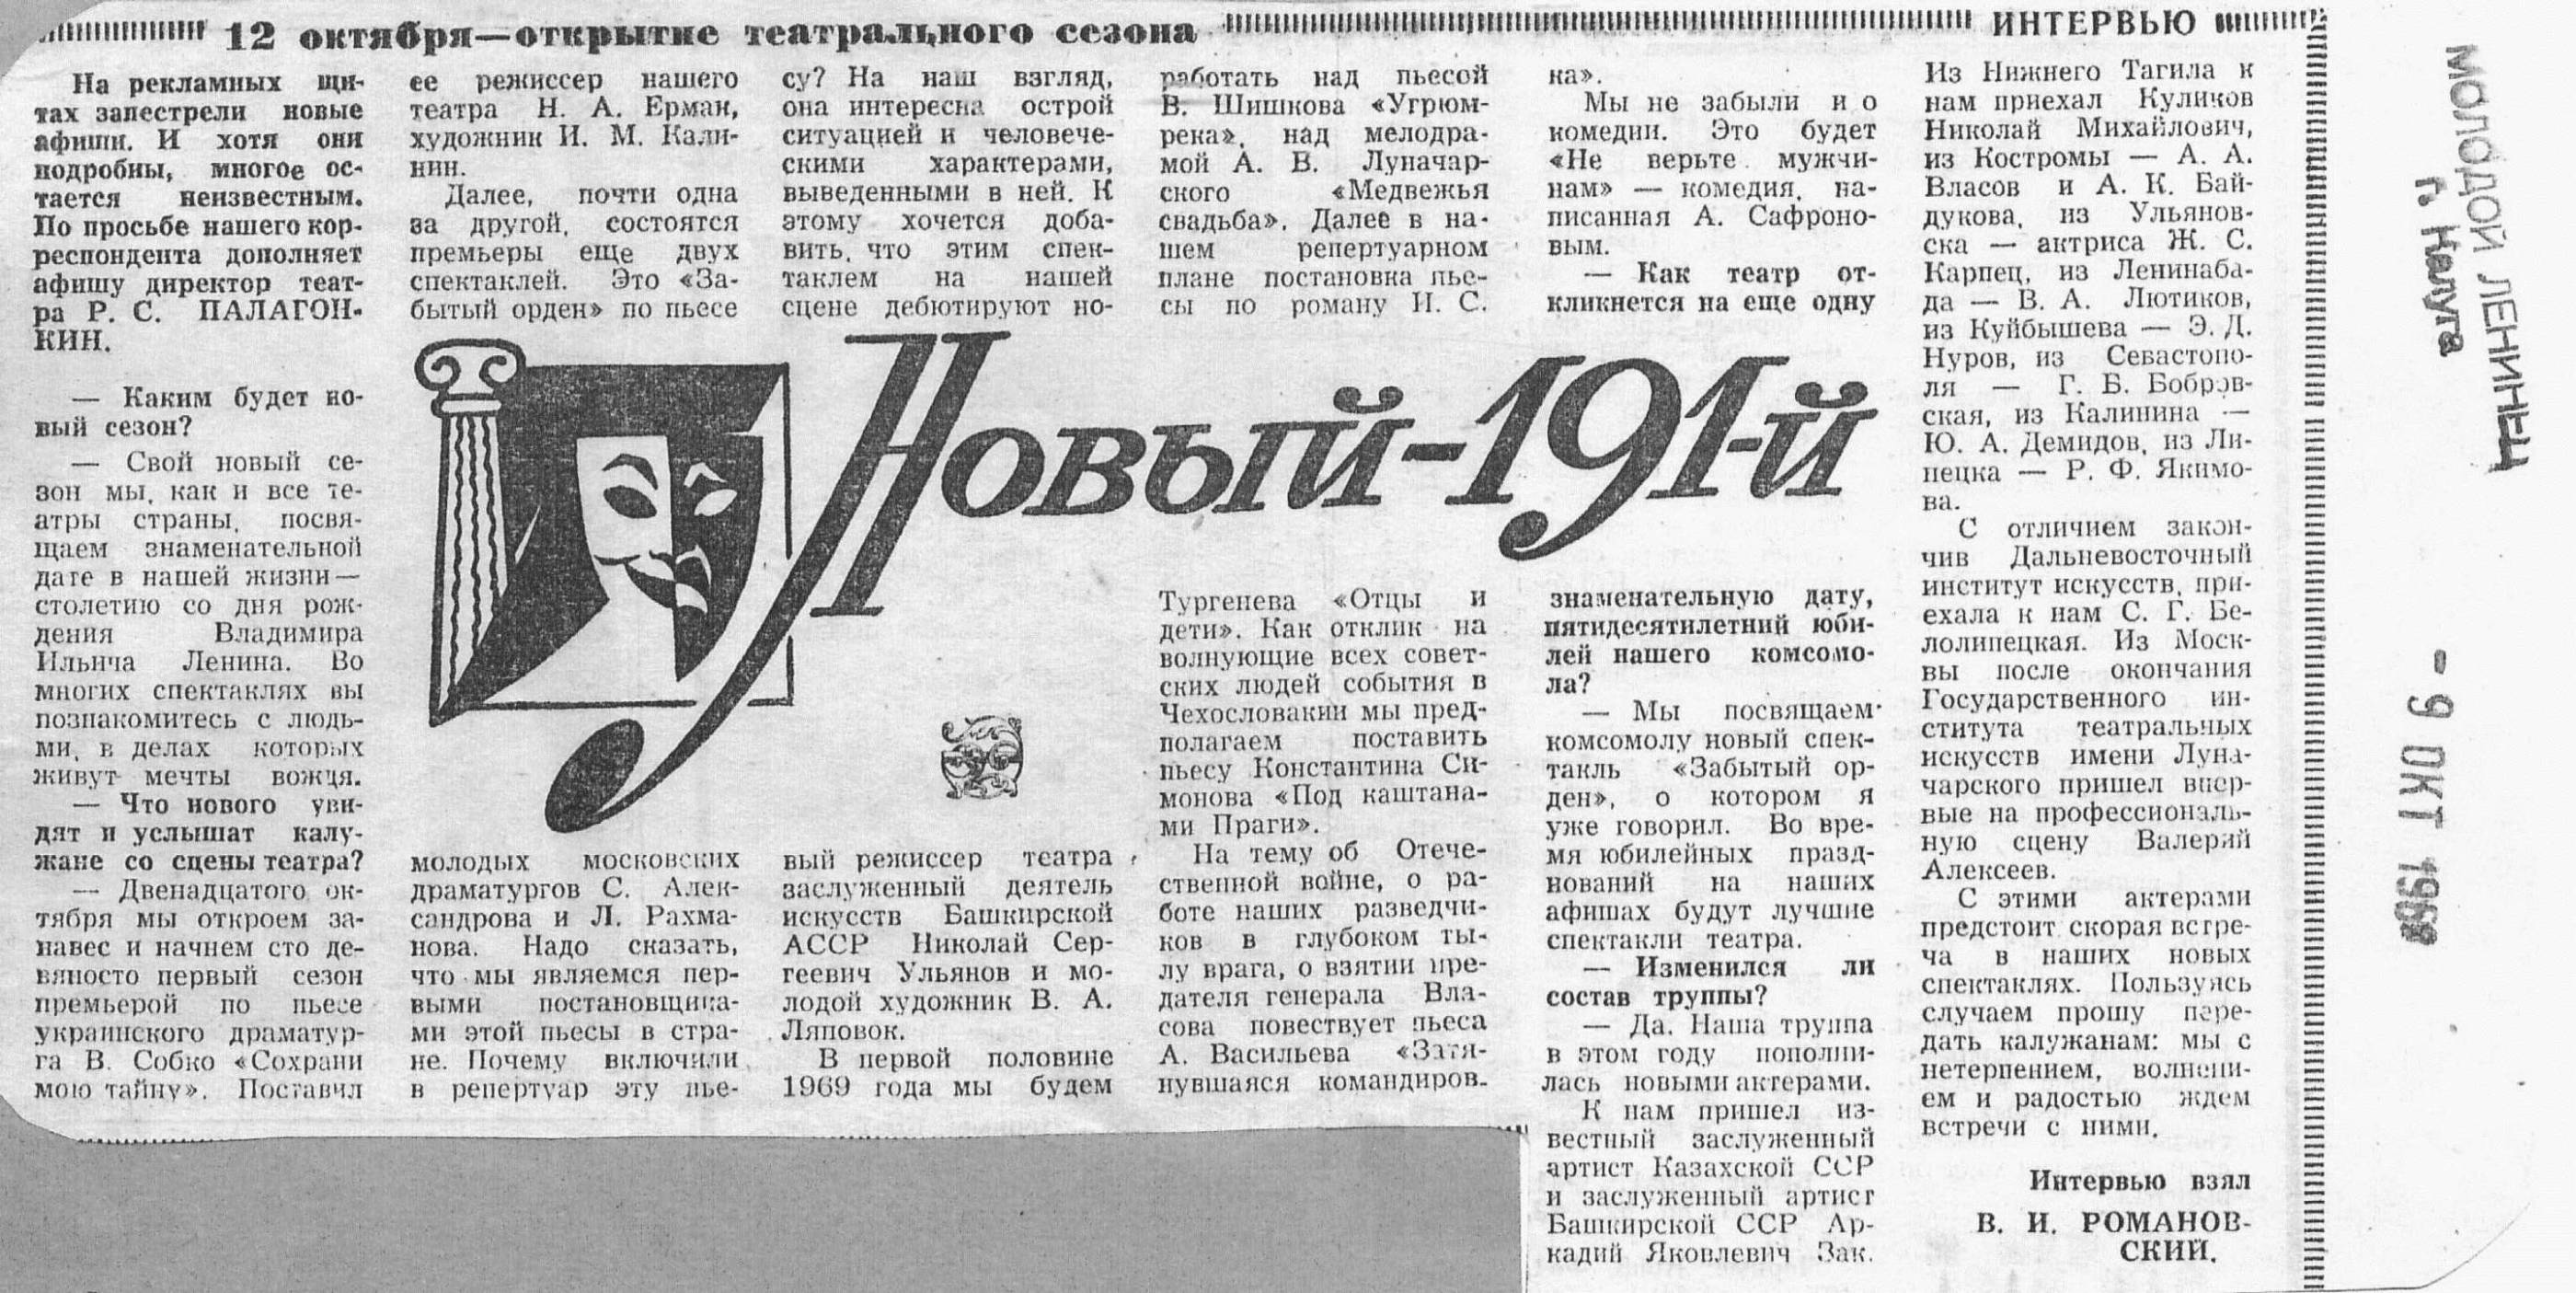 12 октября—открытие театрального сезона
ИНТЕРВЬЮ
На рекламных щи-
тах запестрели новые
афиши. И хотя они
подробны, многое ос-
тается неизвестным.
По просьбе нашего кор-
респондента дополняет
афишу директор теат-
ра Р. С. ПАЛАГОН-
КИН.
— Каким будет но-
вый сезон?
— Свой новый се-
зон мы, как и все те-
атры страны, посвя-
щаем знаменательной
дате в нашей жизни—
столетию со дня рож-
дения Владимира
Ильича Ленина. Во
многих спектаклях вы
познакомитесь с людь-
ми, в делах которых
живут мечты вождя.
— Что нового уви-
дят и услышат калу-
жане со сцены театра?
— Двенадцатого ок-
тября мы откроем за-
навес и начнем сто де-
вяносто первый сезон
премьерой по пьесе
украинского драматур-
га В. Собко «Сохрани
мою тайну». Поставил
ее режиссер нашего
театра Н. А. Ерман,
художник И. М. Кали-
нин.
Далее, почти одна
за другой, состоятся
премьеры еще двух
спектаклей. Это «За-
бытый орден» по пьесе
Новый-191-й
молодых московских
драматургов С. Алек-
сандрова и Л. Рахма-
нова. Надо сказать,
что мы являемся пер-
выми постановщика-
ми этой пьесы в стра-
не. Почему включили
в репертуар эту пье-
су? На наш взгляд,
она интересна острой
ситуацией и человече-
скими характерами,
выведенными в ней. К
этому хочется доба-
вить, что этим спек-
таклем на нашей
сцене дебютируют но-
вый режиссер театра
заслуженный деятель
искусств Башкирской
АССР Николай Сер-
геевич Ульянов и мо-
лодой художник В. А.
Ляповок.
В первой половине
1969 года мы будем
работать над пьесой
В. Шишкова «Угрюм-
река», над мелодра-
мой А. В. Луначар-
ского «Медвежья
свадьба». Далее в на-
шем репертуарном
плане постановка пье-
сы по роману И. С.
Тургенева «Отцы и
дети». Как отклик на
волнующие всех совет-
ских людей события в
Чехословакии мы пред-
полагаем поставить
пьесу Константина Си-
монова «Под каштана-
ми Праги».
На тему об Отече-
ственной войне, о ра-
боте наших разведчи-
ков в глубоком ты-
лу врага, о взятии пре-
дателя генерала Вла-
сова повествует пьеса
А. Васильева «Затя-
нувшаяся командиров-
ка».
Мы не забыли и о
комедии. Это будет
«Не верьте мужчи-
нам» — комедия, на-
писанная А. Сафроно-
вым.
— Как театр от-
кликнется на еще одну
знаменательную дату,
пятидесятилетний юби-
лей нашего комсомо-
ла?
— Мы посвящаем
комсомолу новый спек-
такль «Забытый ор-
ден», о котором я
уже говорил. Во вре-
мя юбилейных празд-
нований на наших
афишах будут лучшие
спектакли театра.
— Изменился ли
состав труппы?
— Да. Наша труппа
в этом году пополни-
лась новыми актерами.
К нам пришел из-
вестный заслуженный
артист Казахской ССР
и заслуженный артист
Башкирской ССР Ар-
кадий Яковлевич Зак.
Из Нижнего Тагила к
нам приехал Куликов
Николай Михайлович,
из Костромы — А. А.
Власов и А. К. Бай-
дукова, из Ульянов-
ска — актриса Ж. С.
Карпец, из Ленинаба-
да — В. А. Лютиков,
из Куйбышева — Э. Д.
Нуров, из Севастопо-
ля — Г. Б. Бобров-
ская, из Калинина —
Ю. А. Демидов, из Ли-
пецка — Р. Ф. Якимо-
ва.
С отличием закон-
чив Дальневосточный
институт искусств, при-
ехала к нам С. Г. Бе-
лолипецкая. Из Моск-
вы после окончания
Государственного ин-
ститута театральных
искусств имени Луна-
чарского пришел впер-
вые на профессиональ-
ную сцену Валерий
Алексеев.
С этими актерами
предстоит скорая встре-
ча в наших новых
спектаклях. Пользуясь
случаем прошу пере-
дать калужанам: мы с
нетерпением, волнени-
ем и радостью ждем
встречи с ними.
Интервью взял
В. И. РОМАНОВ-
СКИЙ.
МОЛОДОЙ ЛЕНИНЕЦ
г. Калуга
- 9 ОКТ 1968